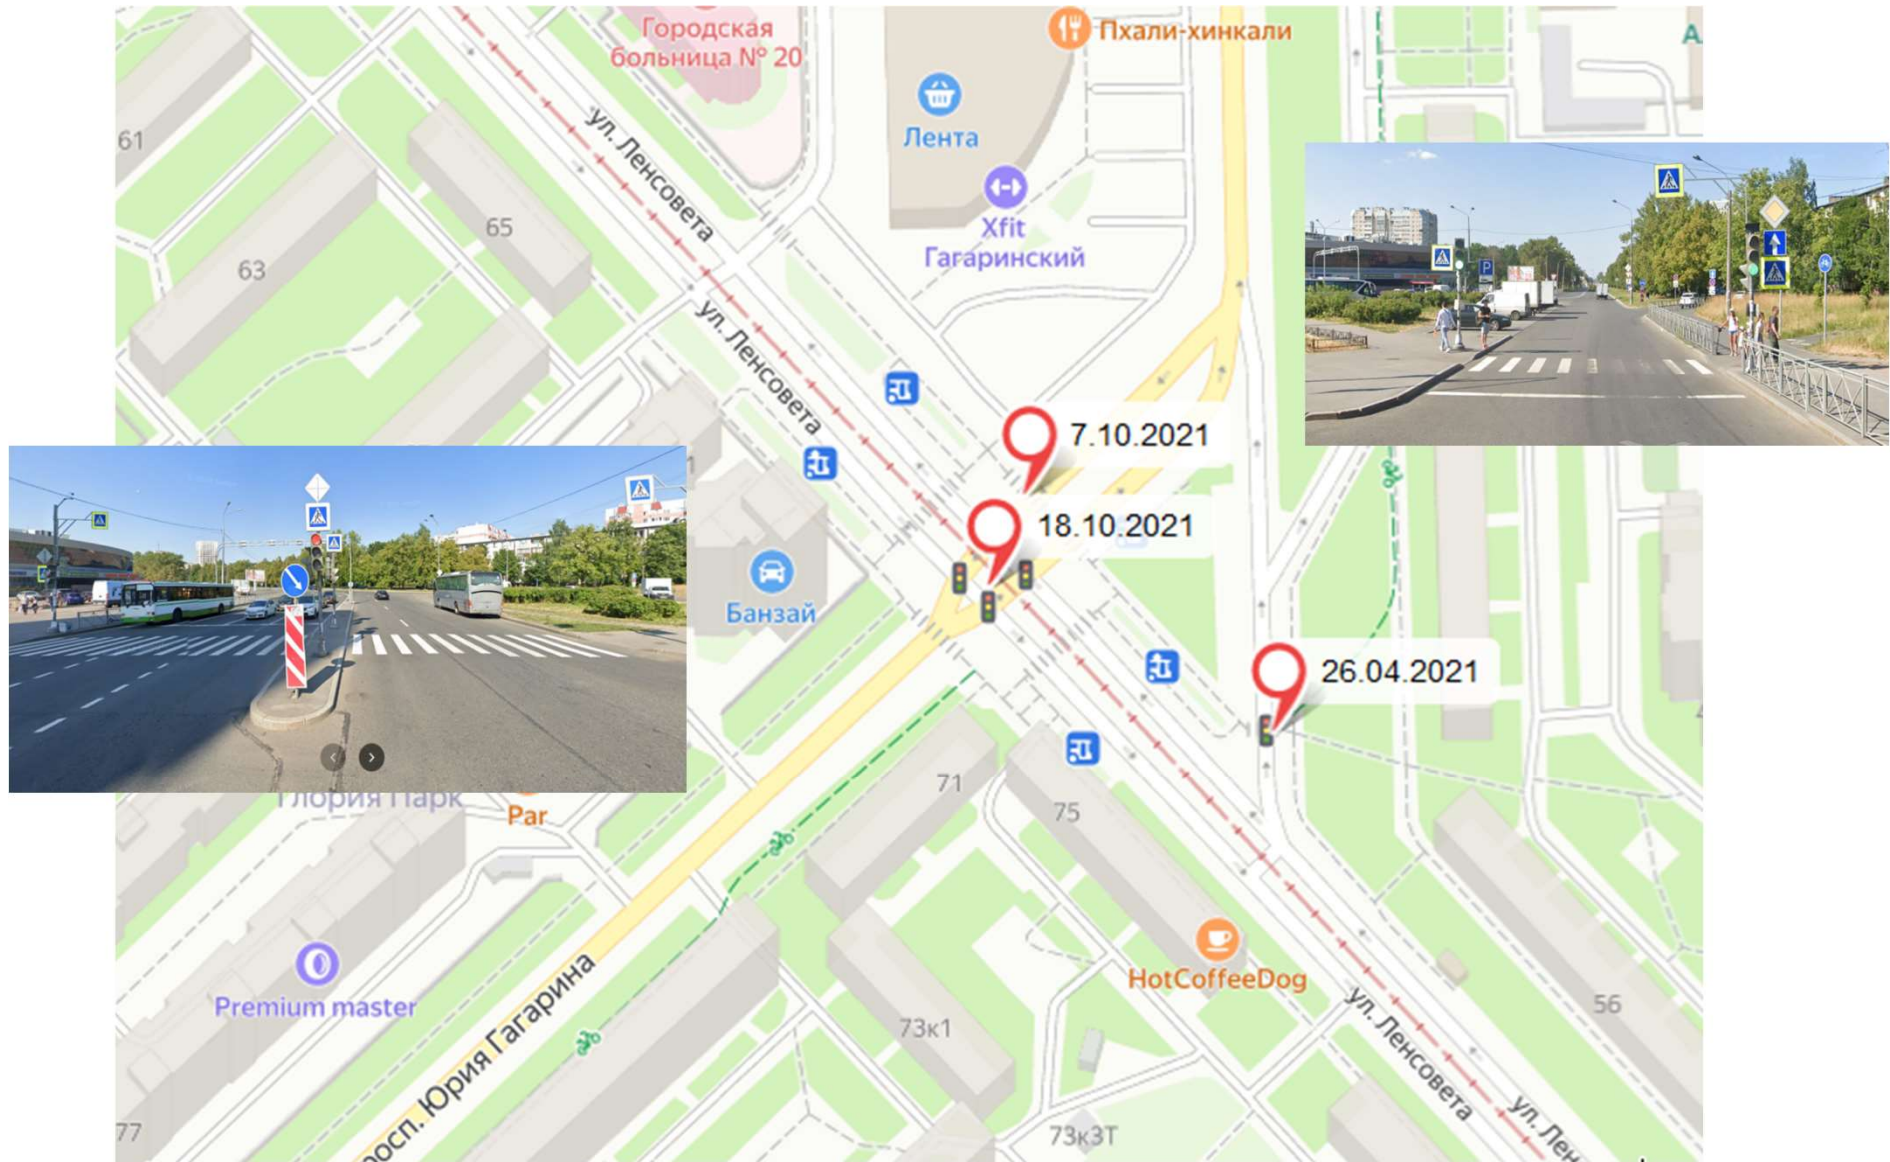 Городская
больница № 20
Пхали-хинкали
А
61
ул. Ленсовета
Лента
65
Xfit
Гагаринский
63
ул. Ленсовета
P
7.10.2021
18.10.2021
Банзай
26.04.2021
Глория Парк
Par
71
75
HotCoffeeDog
Premium master
просп. Юрия Гагарина
73к1
56
ул. Ленсовета
77
73к3Т
ул. Лен